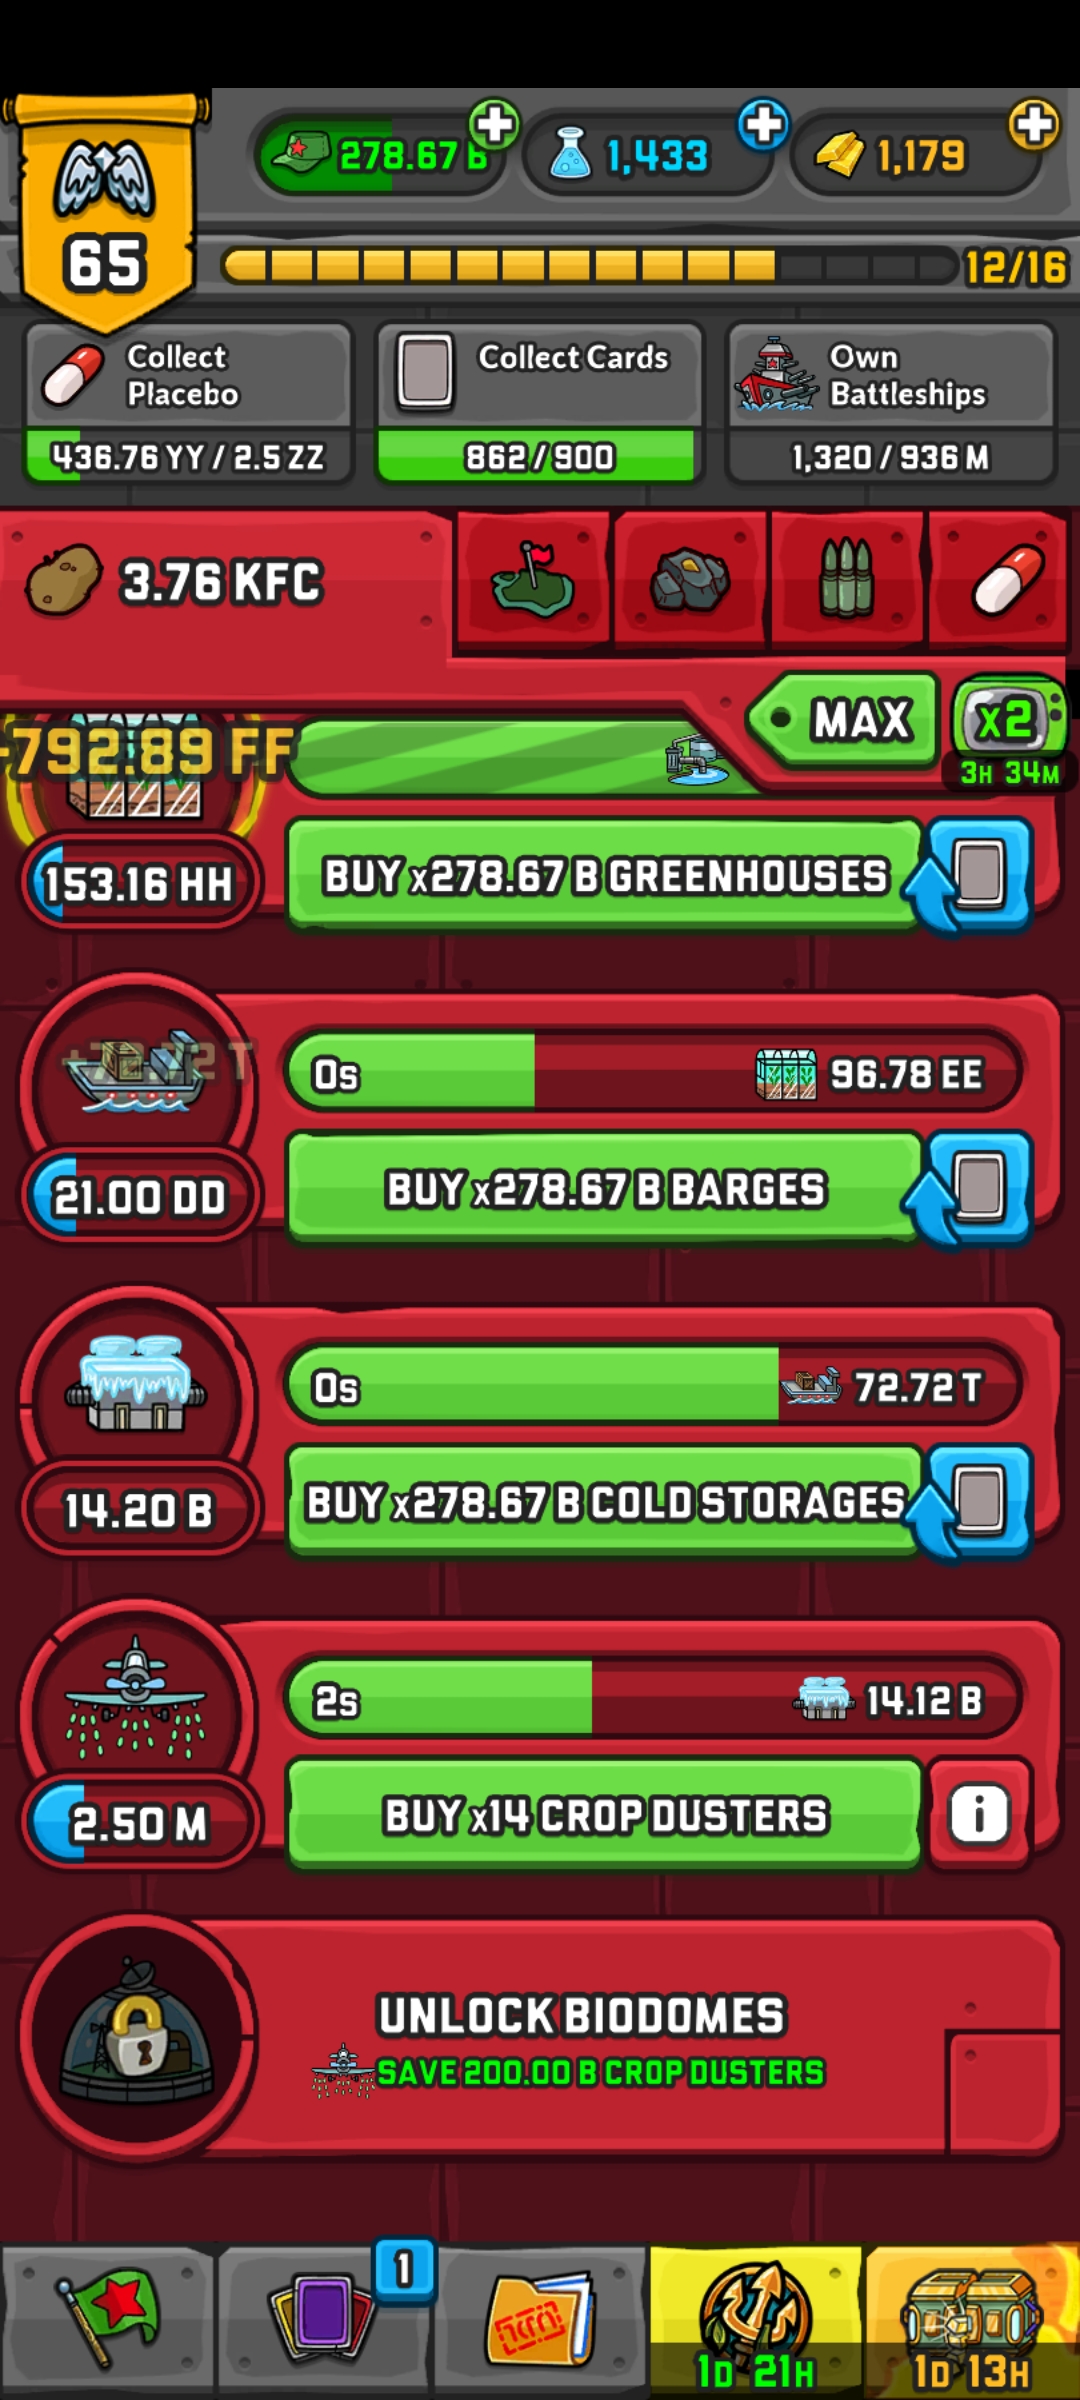 278.67 B
1,433
1,179
65
12/16
Collect
Placebo
436.76 YY / 2.5 ZZ
Collect Cards
862/900
Own
Battleships
1,320 / 936 M
3.76 KFC
MAX
x2
3H 34M
792.89 FF
153.16 HH
BUY x278.67 B GREENHOUSES
+72.72 T
0s
96.78 EE
21.00 DD
BUY x278.67 B BARGES
0s
72.72 T
14.20 B
BUY x278.67 B COLD STORAGES
2s
14.12 B
2.50 M
BUY x14 CROP DUSTERS
i
UNLOCK BIODOMES
SAVE 200.00 B CROP DUSTERS
1
1D 21H
1D 13H